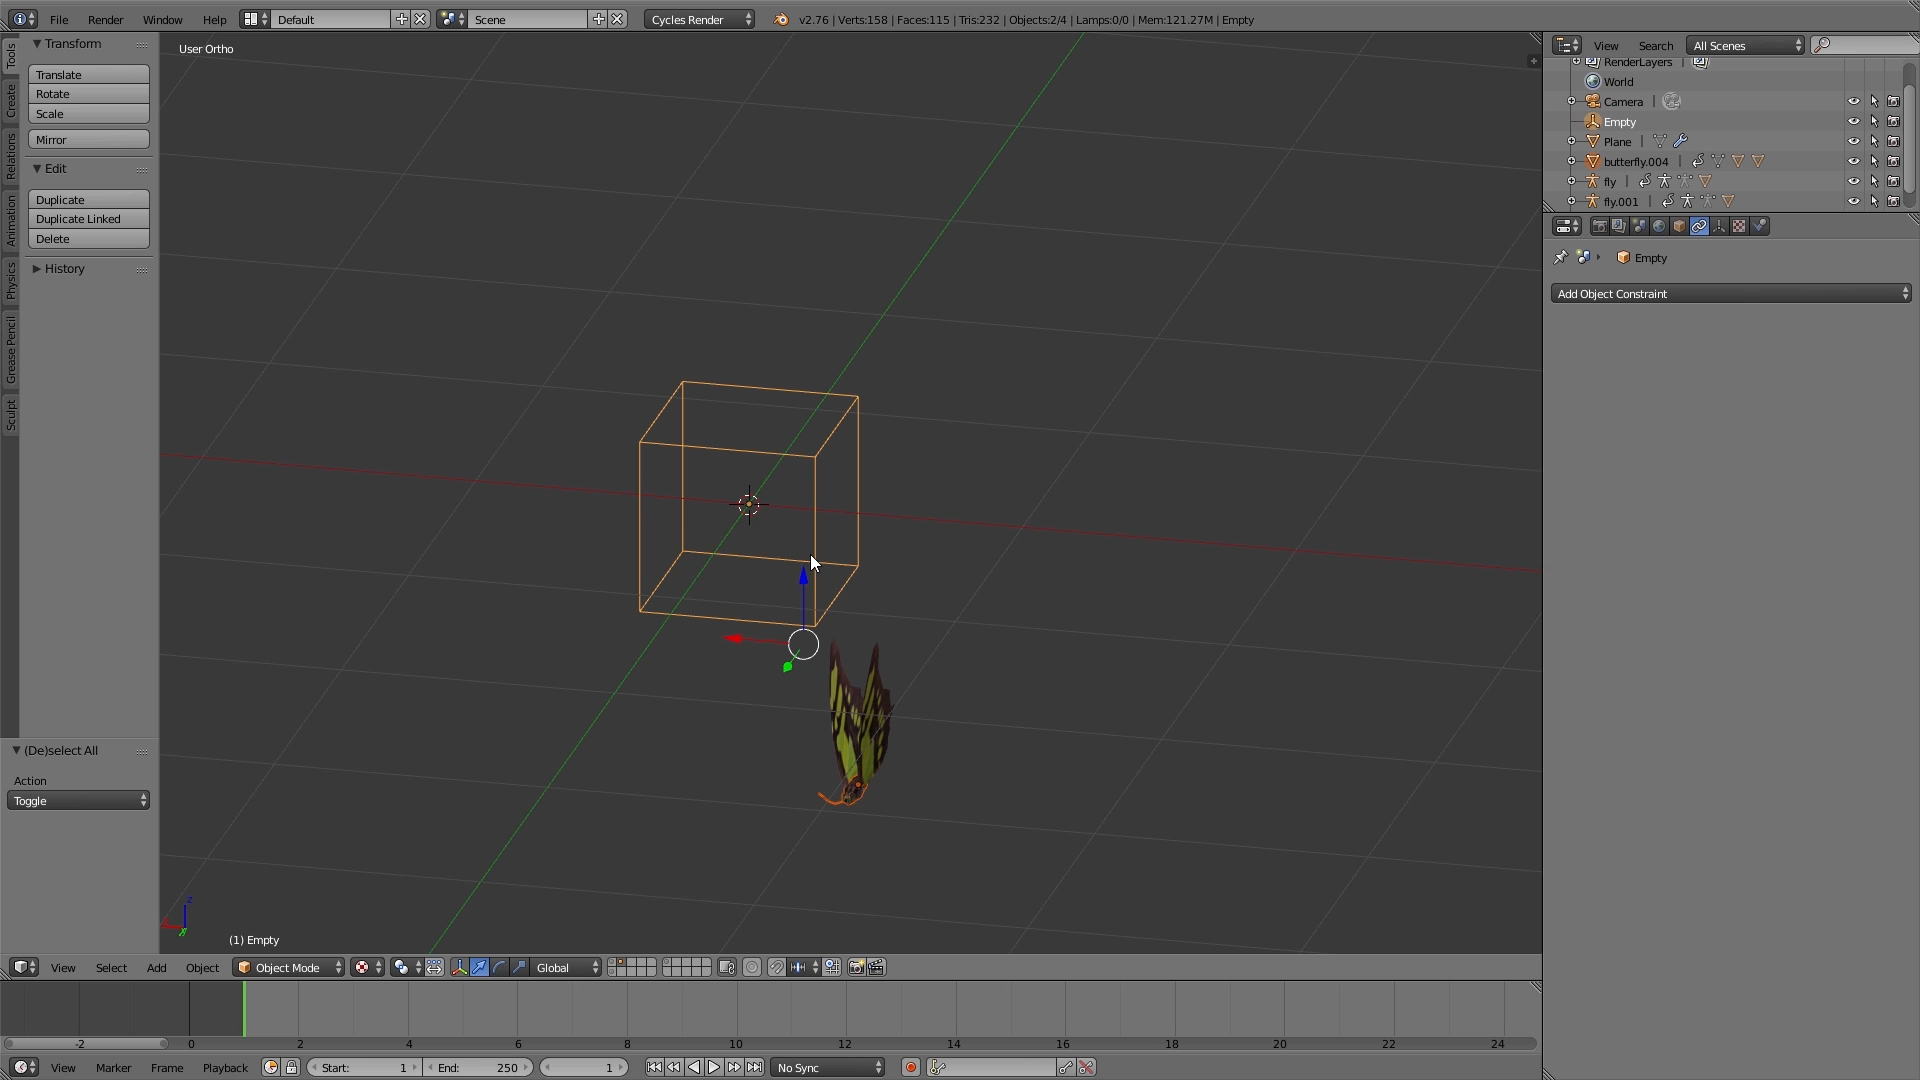 File Render Window Help Default Scene Cycles Render v2.76 | Verts:158 | Faces:115 | Tris:232 | Objects:2/4 | Lamps:0/0 | Mem:121.27M | Empty
Tools
Create
Relations
Animation
Physics
Grease Pencil
Sculpt
Transform
Translate
Rotate
Scale
Mirror
Edit
Duplicate
Duplicate Linked
Delete
History
(De)select All
Action
Toggle
User Ortho
z
(1) Empty
View Search All Scenes
RenderLayers |
World
Camera |
Empty
Plane |
butterfly.004 |
fly |
fly.001 |
Empty
Add Object Constraint
View Select Add Object Object Mode Global
-2 0 2 4 6 8 10 12 14 16 18 20 22 24
View Marker Frame Playback Start: 1 End: 250 1 No Sync